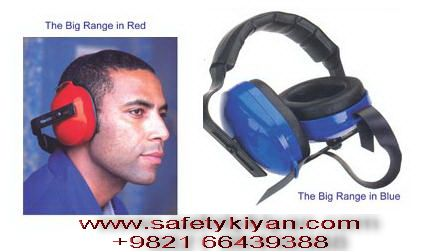 The Big Range in Red
The Big Range in Blue
www.safetykiyan.com
+9821 66439388